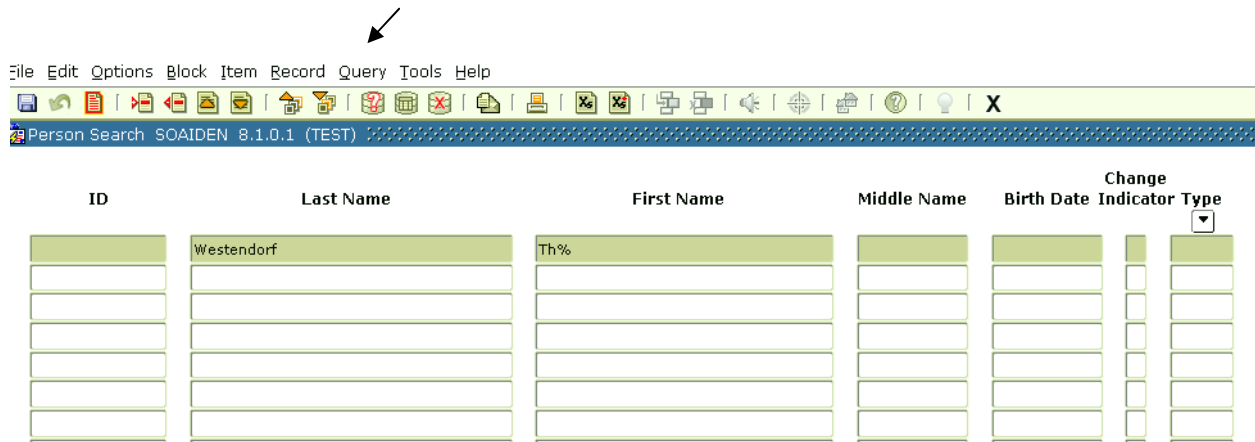 File Edit Options Block Item Record Query Tools Help
X
Person Search SOAIDEN 8.1.0.1 (TEST)
ID Last Name First Name Middle Name Birth Date Change Indicator Type
Westendorf Th%